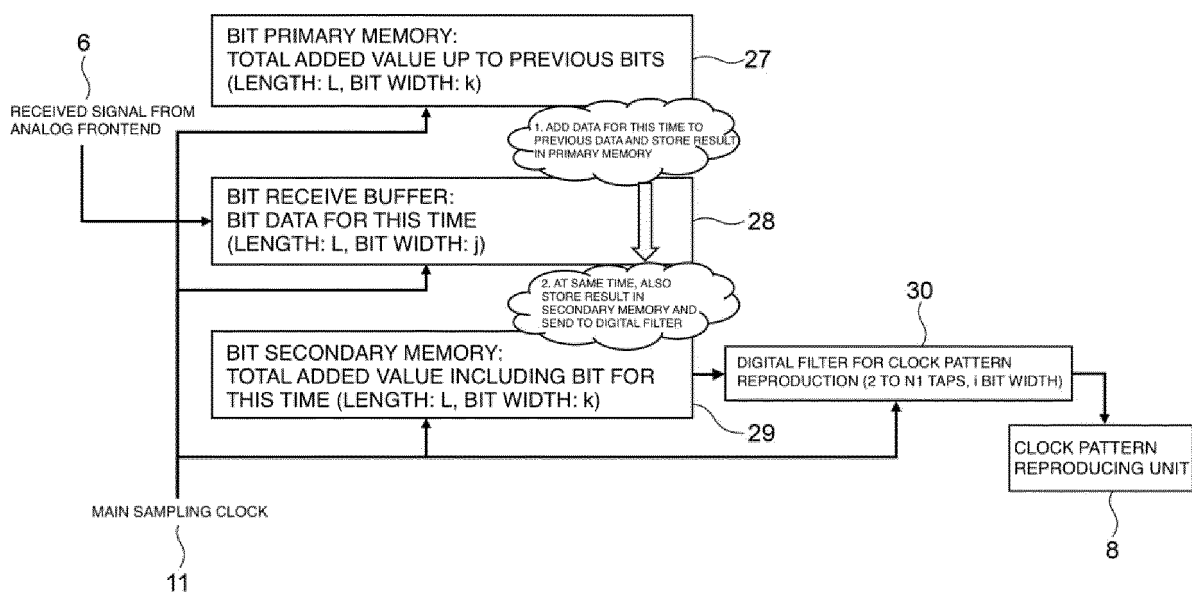 BIT PRIMARY MEMORY:
TOTAL ADDED VALUE UP TO PREVIOUS BITS
(LENGTH: L, BIT WIDTH: k)
27
6
RECEIVED SIGNAL FROM
ANALOG FRONTEND
1. ADD DATA FOR THIS TIME TO
PREVIOUS DATA AND STORE RESULT
IN PRIMARY MEMORY
BIT RECEIVE BUFFER:
BIT DATA FOR THIS TIME
(LENGTH: L, BIT WIDTH: j)
28
2. AT SAME TIME, ALSO
STORE RESULT IN
SECONDARY MEMORY AND
SEND TO DIGITAL FILTER
BIT SECONDARY MEMORY:
TOTAL ADDED VALUE INCLUDING BIT FOR
THIS TIME (LENGTH: L, BIT WIDTH: k)
29
30
DIGITAL FILTER FOR CLOCK PATTERN
REPRODUCTION (2 TO N1 TAPS, i BIT WIDTH)
CLOCK PATTERN
REPRODUCING UNIT
8
MAIN SAMPLING CLOCK
11